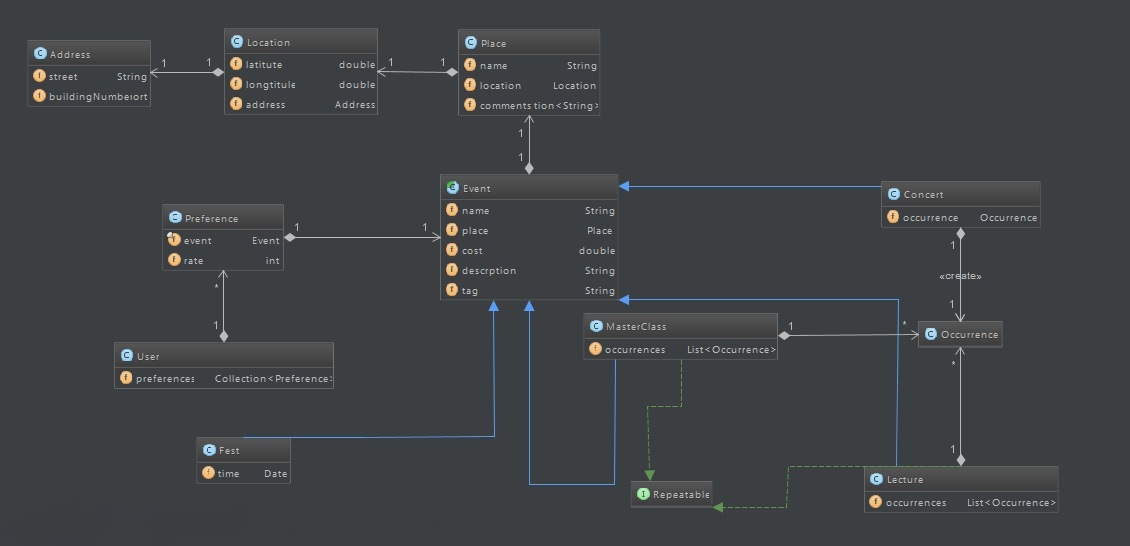 Address
street String
buildingNumber ort
1 1
Location
latitute double
longtitule double
address Address
1 1
Place
name String
location Location
comments tion<String>
1
1
Event
name String
place Place
cost double
descrption String
tag String
Concert
occurrence Occurrence
1
«create»
1
Preference
event Event
rate int
1 1
*
1
User
preferences Collection<Preference>
MasterClass
occurrences List<Occurrence>
1 *
Occurrence
*
1
Fest
time Date
Repeatable
Lecture
occurrences List<Occurrence>